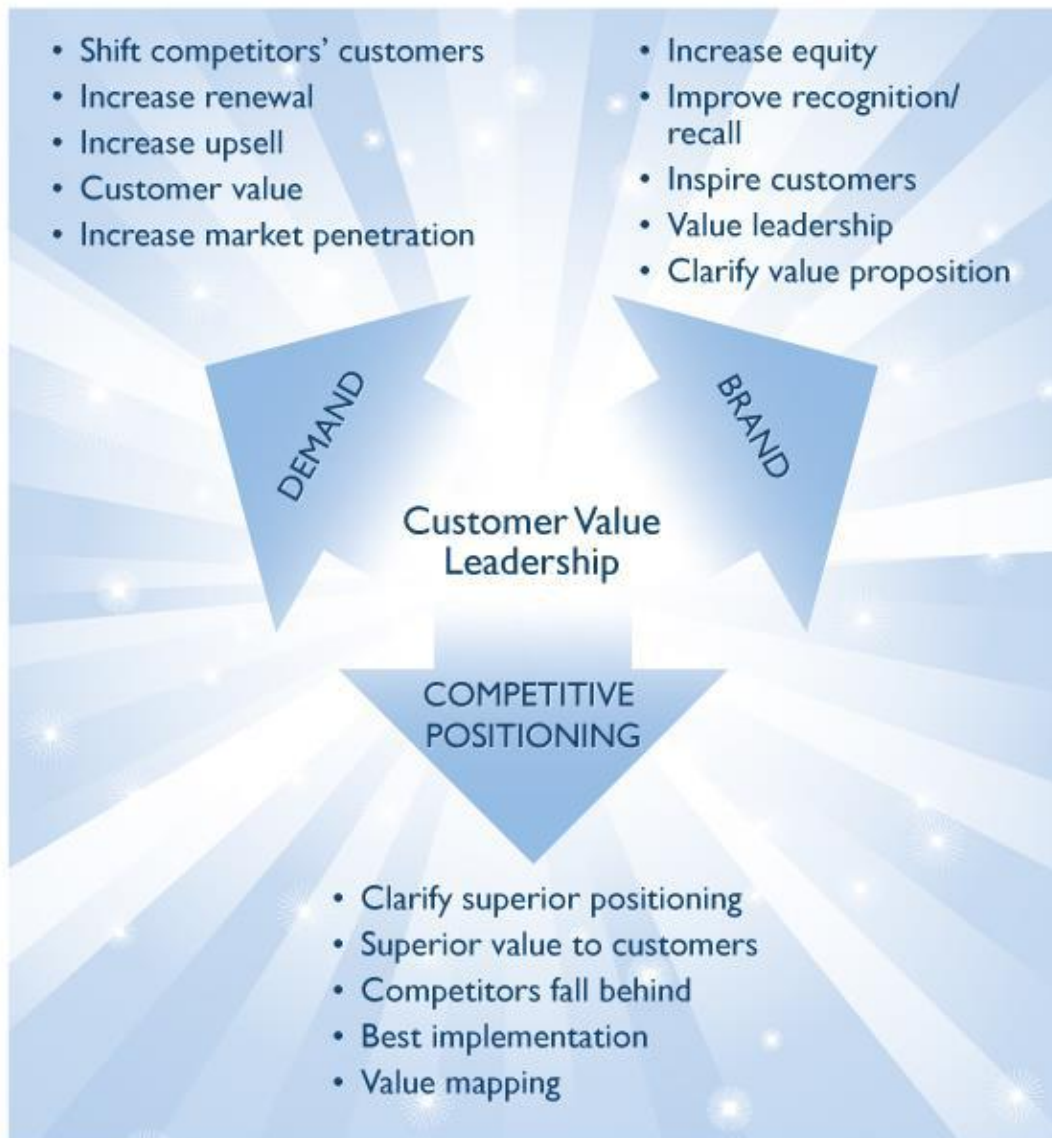 • Shift competitors’ customers
• Increase renewal
• Increase upsell
• Customer value
• Increase market penetration
• Increase equity
• Improve recognition/
recall
• Inspire customers
• Value leadership
• Clarify value proposition
DEMAND
BRAND
Customer Value
Leadership
COMPETITIVE
POSITIONING
• Clarify superior positioning
• Superior value to customers
• Competitors fall behind
• Best implementation
• Value mapping